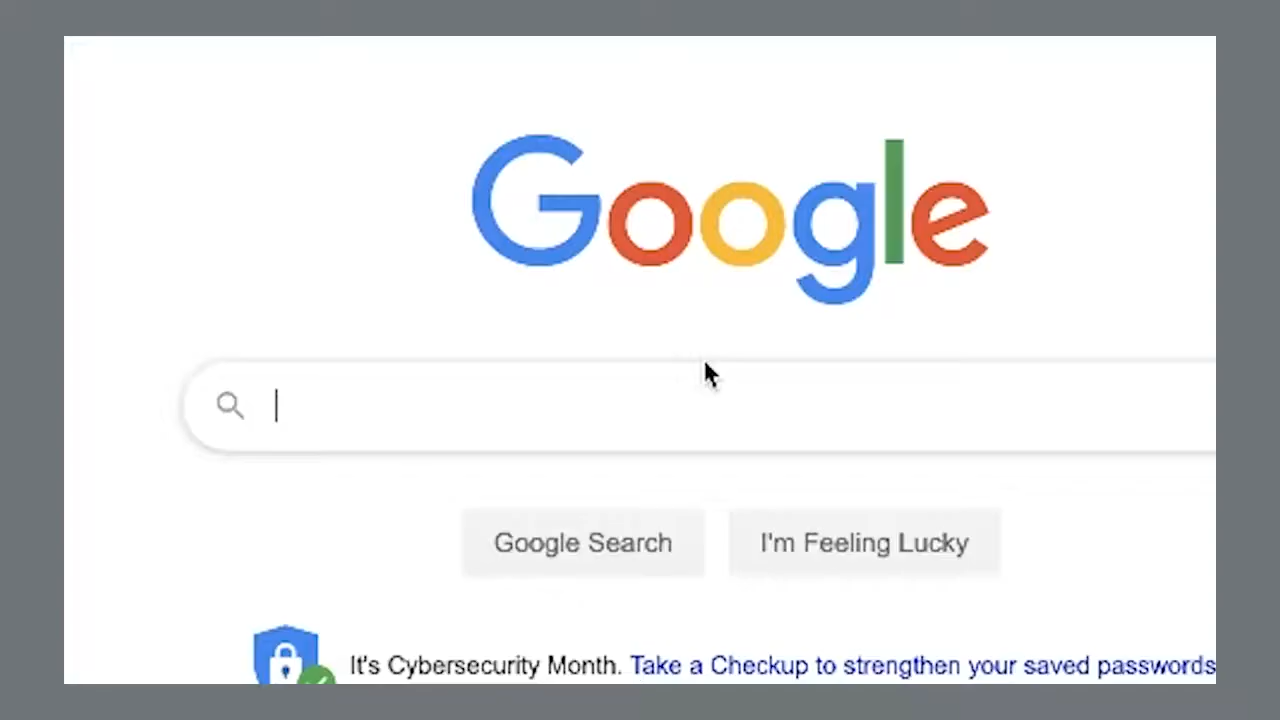 Google
Google Search
I'm Feeling Lucky
It's Cybersecurity Month. Take a Checkup to strengthen your saved passwords